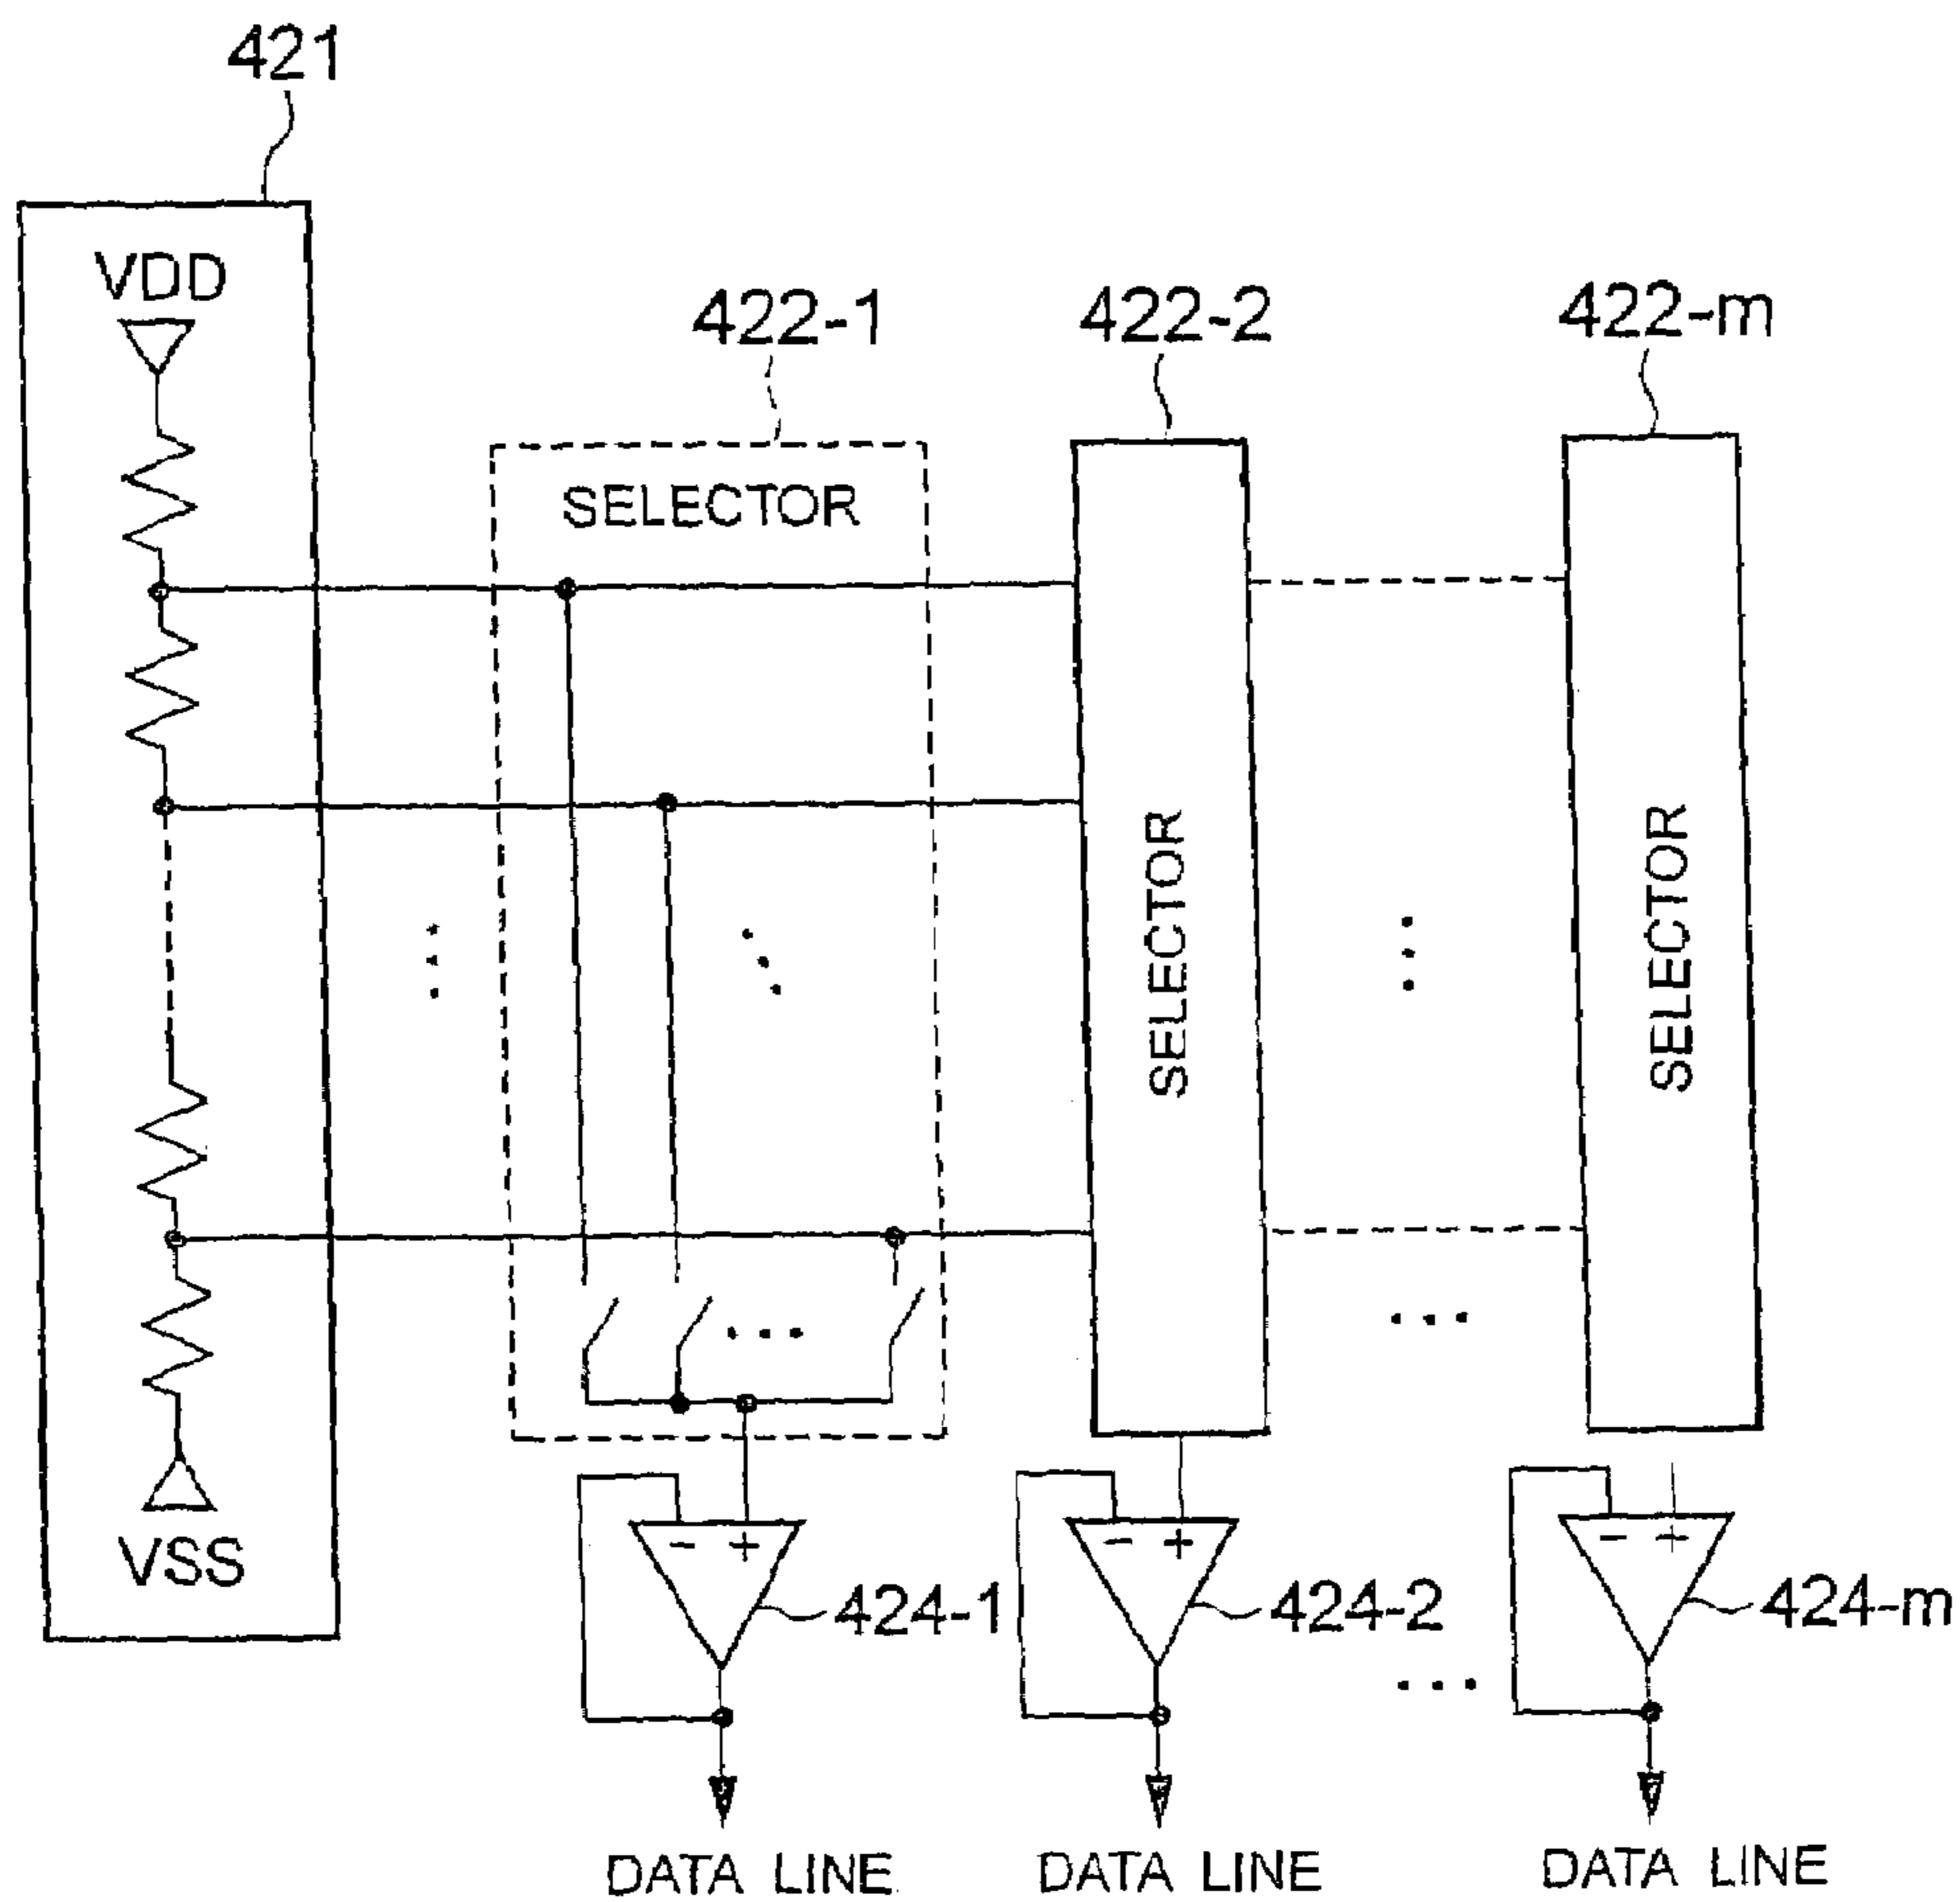 421
VDD
422-1
422-2
422-m
SELECTOR
SELECTOR
SELECTOR
VSS
- +
- +
- +
424-1
424-2
424-m
DATA LINE
DATA LINE
DATA LINE